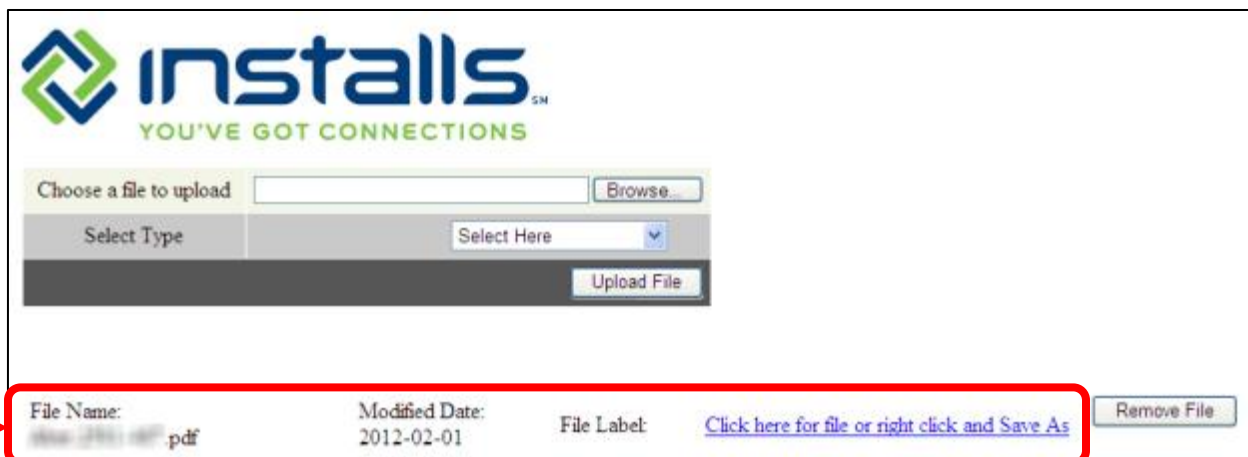 ınstalls
SM
YOU'VE GOT CONNECTIONS
Choose a file to upload Browse...
Select Type Select Here
Upload File
File Name: Modified Date: File Label: Click here for file or right click and Save As Remove File
.pdf 2012-02-01